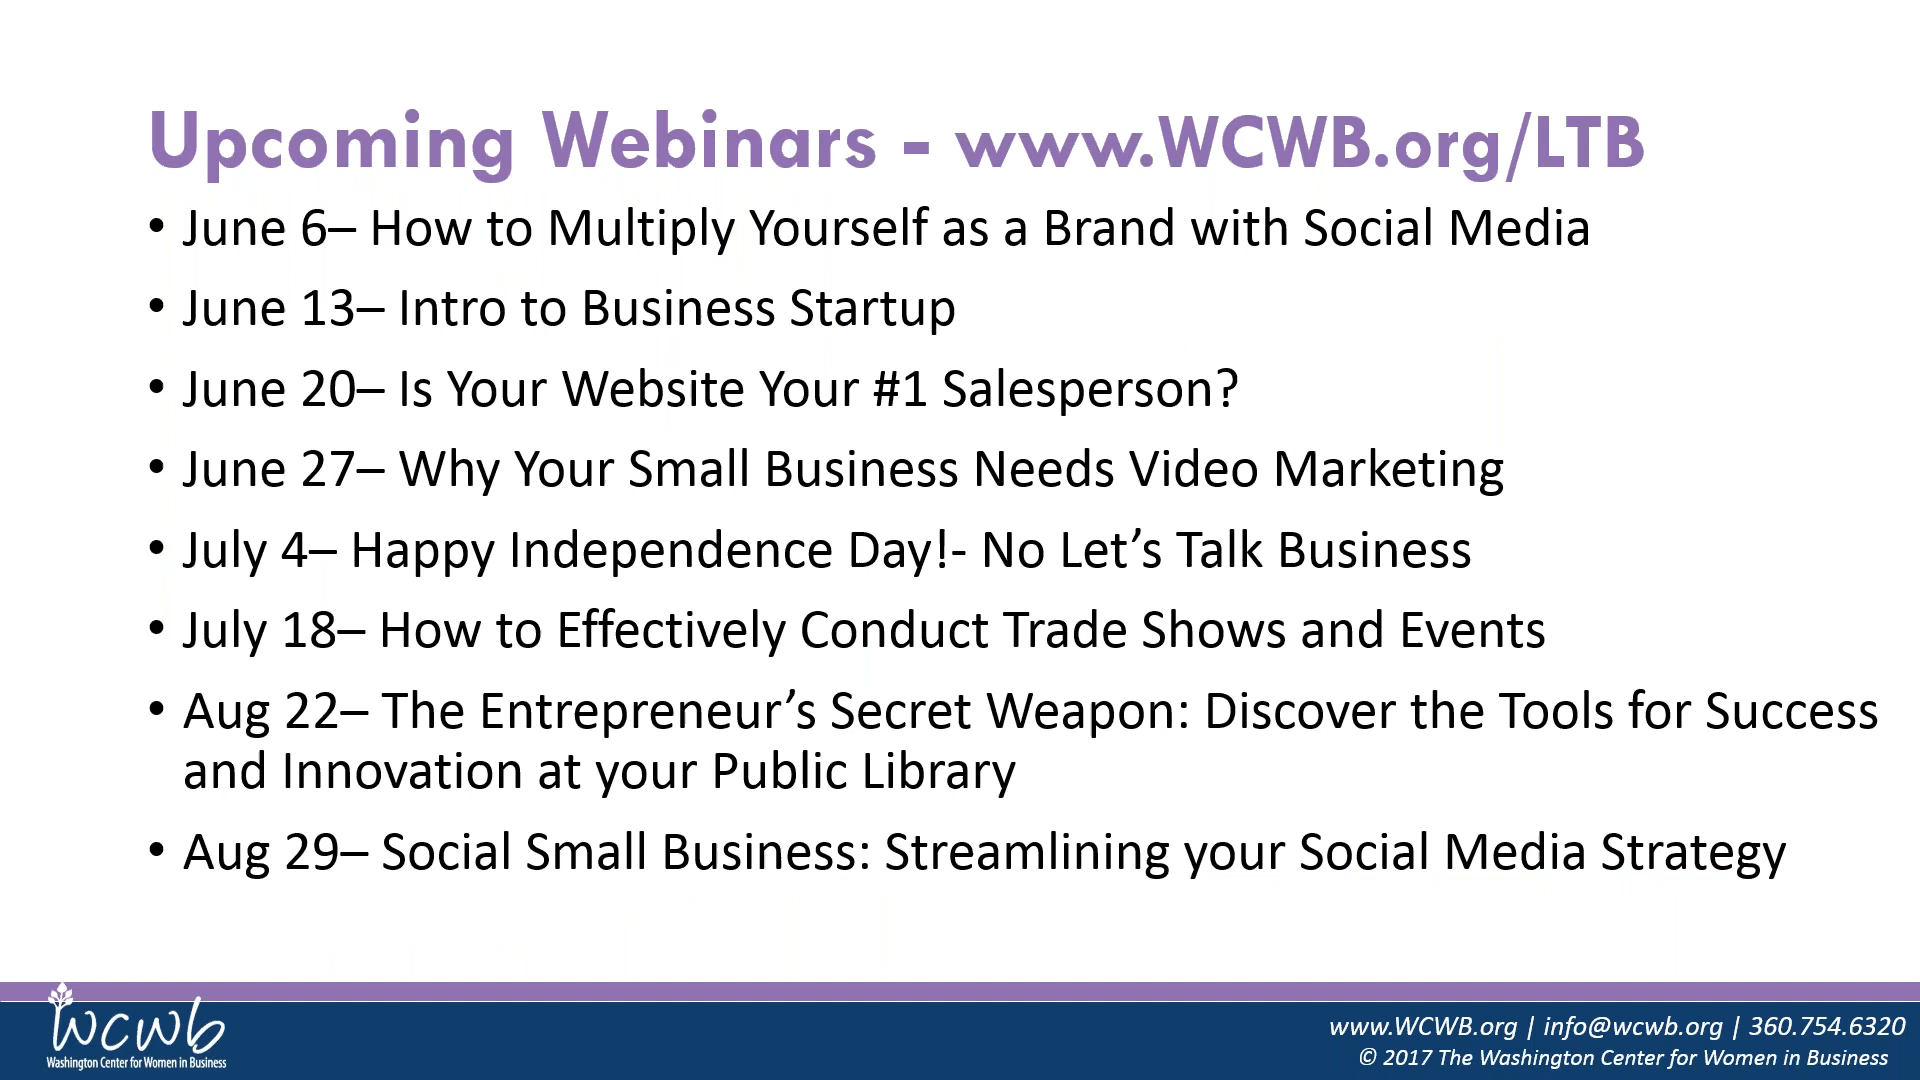 Upcoming Webinars - www.WCWB.org/LTB
• June 6– How to Multiply Yourself as a Brand with Social Media
• June 13– Intro to Business Startup
• June 20– Is Your Website Your #1 Salesperson?
• June 27– Why Your Small Business Needs Video Marketing
• July 4– Happy Independence Day!- No Let’s Talk Business
• July 18– How to Effectively Conduct Trade Shows and Events
• Aug 22– The Entrepreneur’s Secret Weapon: Discover the Tools for Success
and Innovation at your Public Library
• Aug 29– Social Small Business: Streamlining your Social Media Strategy
wcwb
Washington Center for Women in Business
www.WCWB.org | info@wcwb.org | 360.754.6320
© 2017 The Washington Center for Women in Business